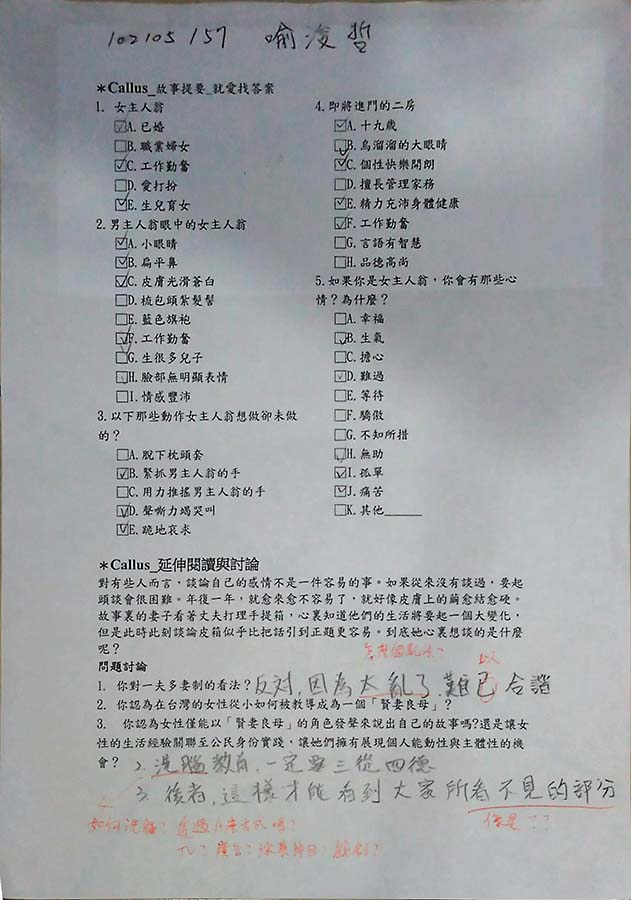 102105157 喻浚哲
＊Callus_故事提要_就愛找答案
1. 女主人翁
☑A. 已婚
☐B. 職業婦女
☑C. 工作勤奮
☐D. 愛打扮
☑E. 生兒育女
2. 男主人翁眼中的女主人翁
☑A. 小眼睛
☑B. 扁平鼻
☑C. 皮膚光滑蒼白
☐D. 梳包頭紮髮髻
☐E. 藍色旗袍
☑F. 工作勤奮
☑G. 生很多兒子
☑H. 臉部無明顯表情
☐I. 情感豐沛
3. 以下那些動作女主人翁想做卻未做
的？
☐A. 脫下枕頭套
☑B. 緊抓男主人翁的手
☐C. 用力推搖男主人翁的手
☑D. 聲嘶力竭哭叫
☑E. 跪地哀求
4. 即將進門的二房
☑A. 十九歲
☑B. 烏溜溜的大眼睛
☑C. 個性快樂開朗
☐D. 擅長管理家務
☑E. 精力充沛身體健康
☑F. 工作勤奮
☐G. 言語有智慧
☐H. 品德高尚
5. 如果你是女主人翁，你會有那些心
情？為什麼？
☐A. 幸福
☑B. 生氣
☐C. 擔心
☑D. 難過
☐E. 等待
☐F. 驕傲
☐G. 不知所措
☑H. 無助
☑I. 孤單
☑J. 痛苦
☐K. 其他______
＊Callus_延伸閱讀與討論
對有些人而言，談論自己的感情不是一件容易的事。如果從來沒有談過，要起
頭談會很困難。年復一年，就愈來愈不容易了，就好像皮膚上的繭愈結愈硬。
故事裏的妻子看著丈夫打理手提箱，心裏知道他們的生活將要起一個大變化，
但是此時此刻談論皮箱似乎比把話引到正題更容易。到底她心裏想談的是什麼
呢？
怎麼個亂法？
以
問題討論
1. 你對一夫多妻制的看法？反對，因為太亂了，難已合諧
2. 你認為在台灣的女性從小如何被教導成為一個「賢妻良母」？
3. 你認為女性僅能以「賢妻良母」的角色發聲來說出自己的故事嗎？還是讓女
性的生活經驗關聯至公民身份實踐，讓她們擁有展現個人能動性與主體性的機
會？
2. 洗腦教育，一定要三從四德
3. 後者，這樣才能看到大家所看不見的部分
如何洗腦？透過什麼方式嗎？
像是？？
TV？廣告？綜藝節目？戲劇？